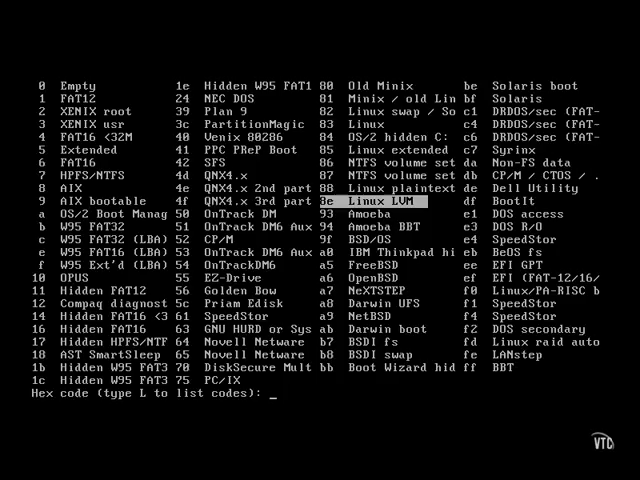 0 Empty 1e Hidden W95 FAT1 80 Old Minix be Solaris boot
1 FAT12 24 NEC DOS 81 Minix / old Lin bf Solaris
2 XENIX root 39 Plan 9 82 Linux swap / So c1 DRDOS/sec (FAT-
3 XENIX usr 3c PartitionMagic 83 Linux c4 DRDOS/sec (FAT-
4 FAT16 <32M 40 Venix 80286 84 OS/2 hidden C: c6 DRDOS/sec (FAT-
5 Extended 41 PPC PReP Boot 85 Linux extended c7 Syrinx
6 FAT16 42 SFS 86 NTFS volume set da Non-FS data
7 HPFS/NTFS 4d QNX4.x 87 NTFS volume set db CP/M / CTOS / .
8 AIX 4e QNX4.x 2nd part 88 Linux plaintext de Dell Utility
9 AIX bootable 4f QNX4.x 3rd part 8e Linux LVM df BootIt
a OS/2 Boot Manag 50 OnTrack DM 93 Amoeba e1 DOS access
b W95 FAT32 51 OnTrack DM6 Aux 94 Amoeba BBT e3 DOS R/O
c W95 FAT32 (LBA) 52 CP/M 9f BSD/OS e4 SpeedStor
e W95 FAT16 (LBA) 53 OnTrack DM6 Aux a0 IBM Thinkpad hi eb BeOS fs
f W95 Ext'd (LBA) 54 OnTrackDM6 a5 FreeBSD ee EFI GPT
10 OPUS 55 EZ-Drive a6 OpenBSD ef EFI (FAT-12/16/
11 Hidden FAT12 56 Golden Bow a7 NeXTSTEP f0 Linux/PA-RISC b
12 Compaq diagnost 5c Priam Edisk a8 Darwin UFS f1 SpeedStor
14 Hidden FAT16 <3 61 SpeedStor a9 NetBSD f4 SpeedStor
16 Hidden FAT16 63 GNU HURD or Sys ab Darwin boot f2 DOS secondary
17 Hidden HPFS/NTF 64 Novell Netware b7 BSDI fs fd Linux raid auto
18 AST SmartSleep 65 Novell Netware b8 BSDI swap fe LANstep
1b Hidden W95 FAT3 70 DiskSecure Mult bb Boot Wizard hid ff BBT
1c Hidden W95 FAT3 75 PC/IX
Hex code (type L to list codes): _
VTC